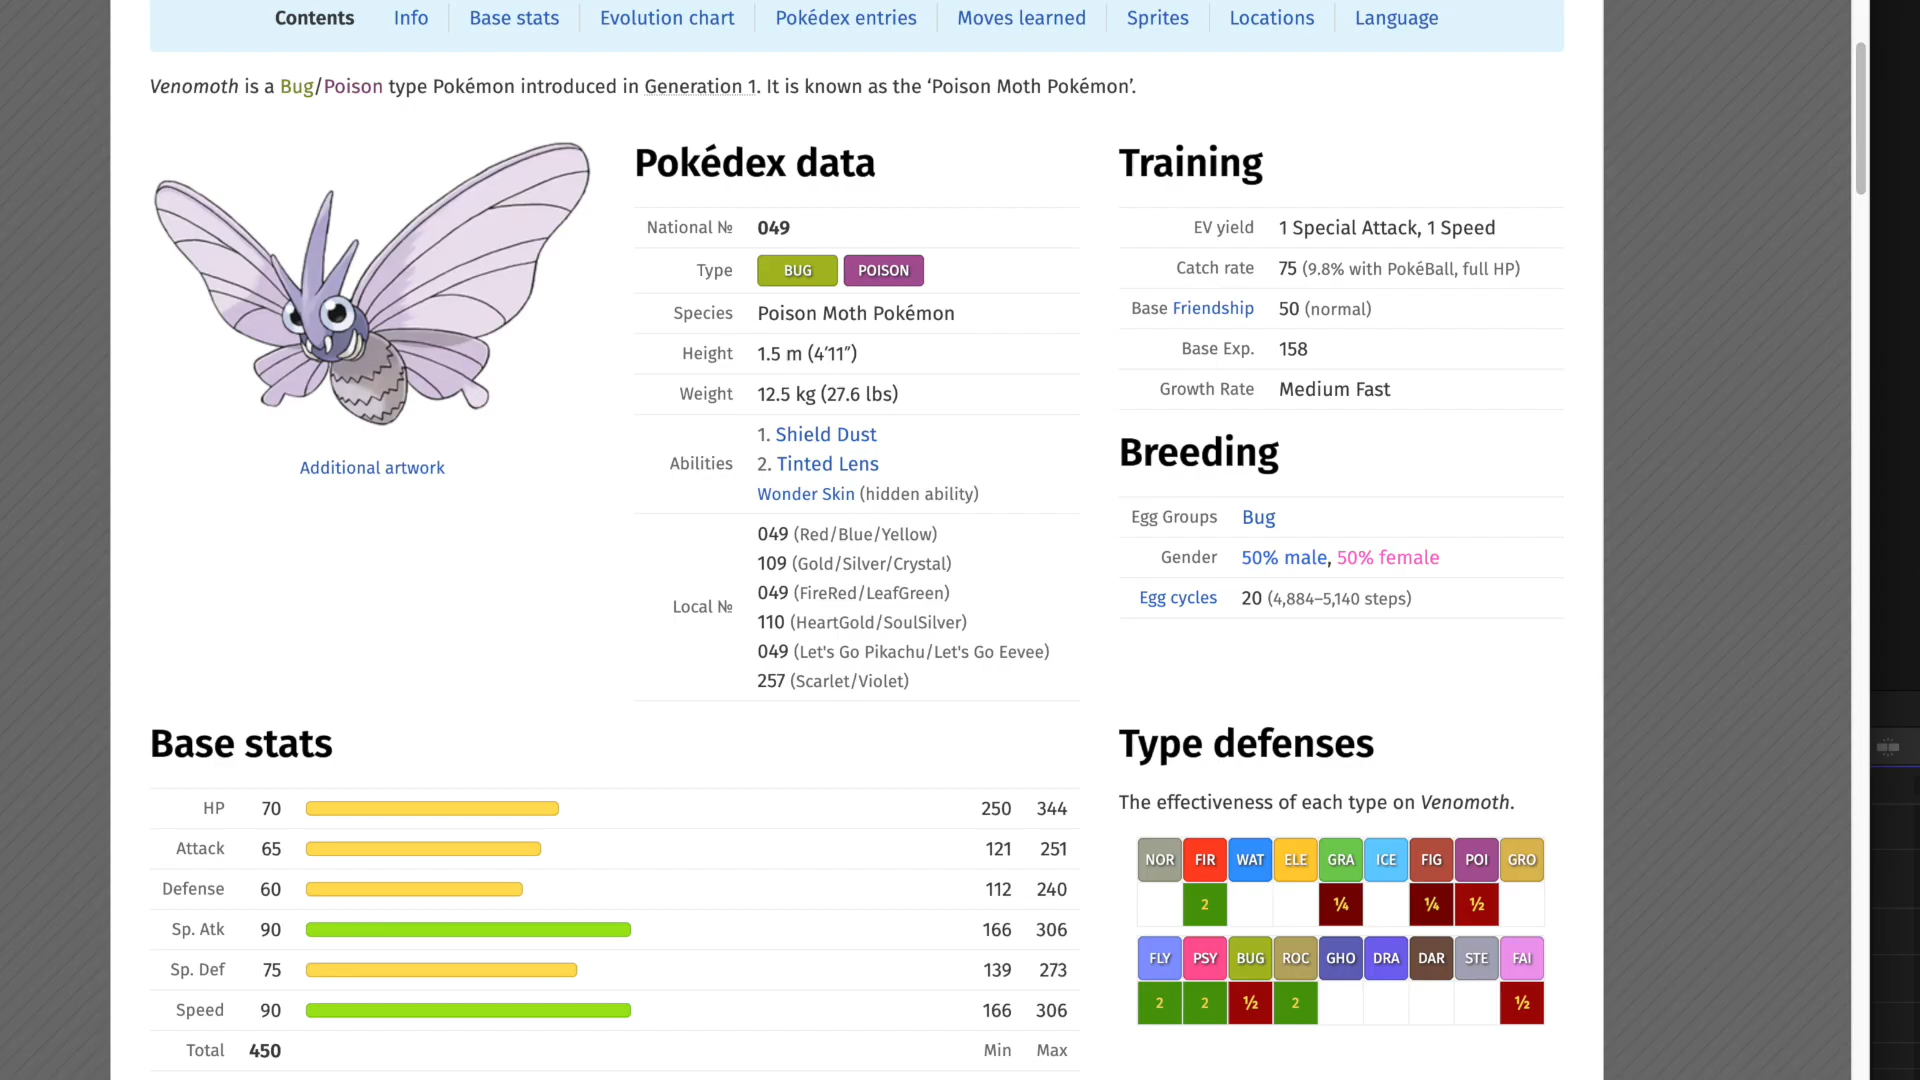 Contents Info Base stats Evolution chart Pokédex entries Moves learned Sprites Locations Language
Venomoth is a Bug/Poison type Pokémon introduced in Generation 1. It is known as the ‘Poison Moth Pokémon’.
Additional artwork
Pokédex data
National № 049
Type BUG POISON
Species Poison Moth Pokémon
Height 1.5 m (4′11″)
Weight 12.5 kg (27.6 lbs)
Abilities
1. Shield Dust
2. Tinted Lens
Wonder Skin (hidden ability)
Local №
049 (Red/Blue/Yellow)
109 (Gold/Silver/Crystal)
049 (FireRed/LeafGreen)
110 (HeartGold/SoulSilver)
049 (Let's Go Pikachu/Let's Go Eevee)
257 (Scarlet/Violet)
Training
EV yield 1 Special Attack, 1 Speed
Catch rate 75 (9.8% with PokéBall, full HP)
Base Friendship 50 (normal)
Base Exp. 158
Growth Rate Medium Fast
Breeding
Egg Groups Bug
Gender 50% male, 50% female
Egg cycles 20 (4,884–5,140 steps)
Base stats
HP 70 250 344
Attack 65 121 251
Defense 60 112 240
Sp. Atk 90 166 306
Sp. Def 75 139 273
Speed 90 166 306
Total 450 Min Max
Type defenses
The effectiveness of each type on Venomoth.
NOR FIR WAT ELE GRA ICE FIG POI GRO
2 ¼ ¼ ½
FLY PSY BUG ROC GHO DRA DAR STE FAI
2 2 ½ 2 ½